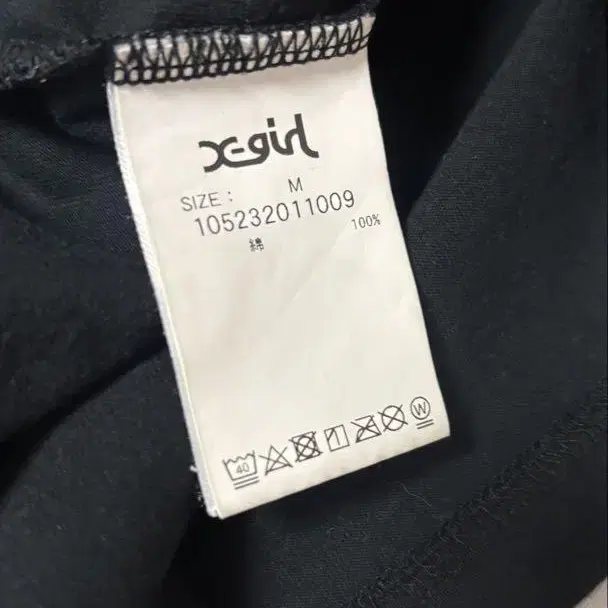 X-girl
SIZE : M
105232011009
綿 100%
40 W